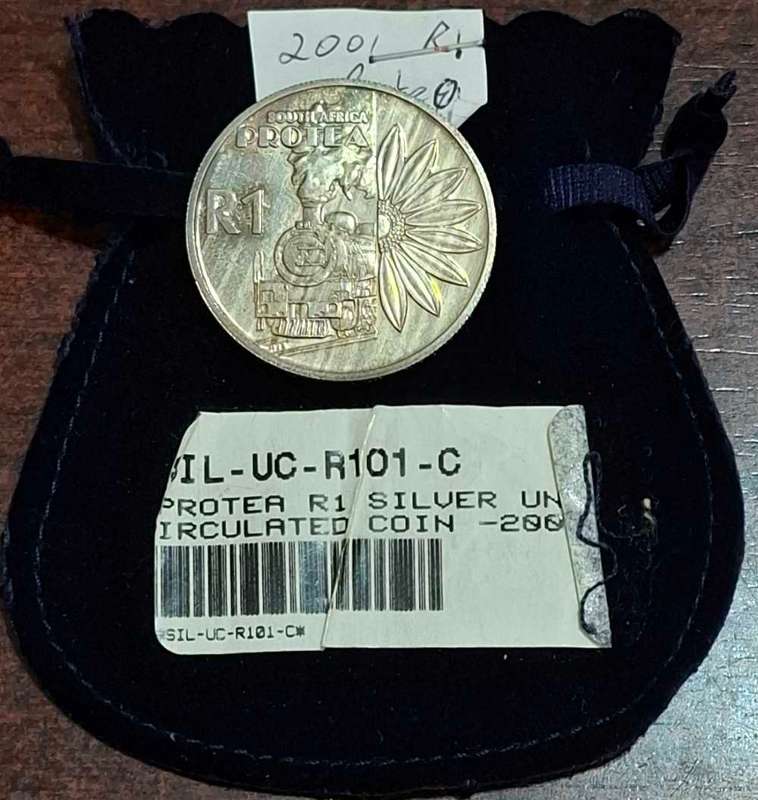 2001 R1
SOUTH AFRICA
PROTEA
R1
SIL-UC-R101-C
PROTEA R1 SILVER UN
IRCULATED COIN -200
*SIL-UC-R101-C*